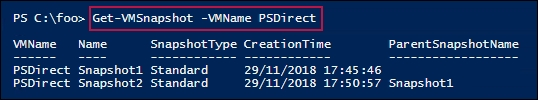 PS C:\foo> Get-VMSnapshot -VMName PSDirect
VMName   Name      SnapshotType CreationTime        ParentSnapshotName
------   ----      ------------ ------------        ------------------
PSDirect Snapshot1 Standard     29/11/2018 17:45:46
PSDirect Snapshot2 Standard     29/11/2018 17:50:57 Snapshot1